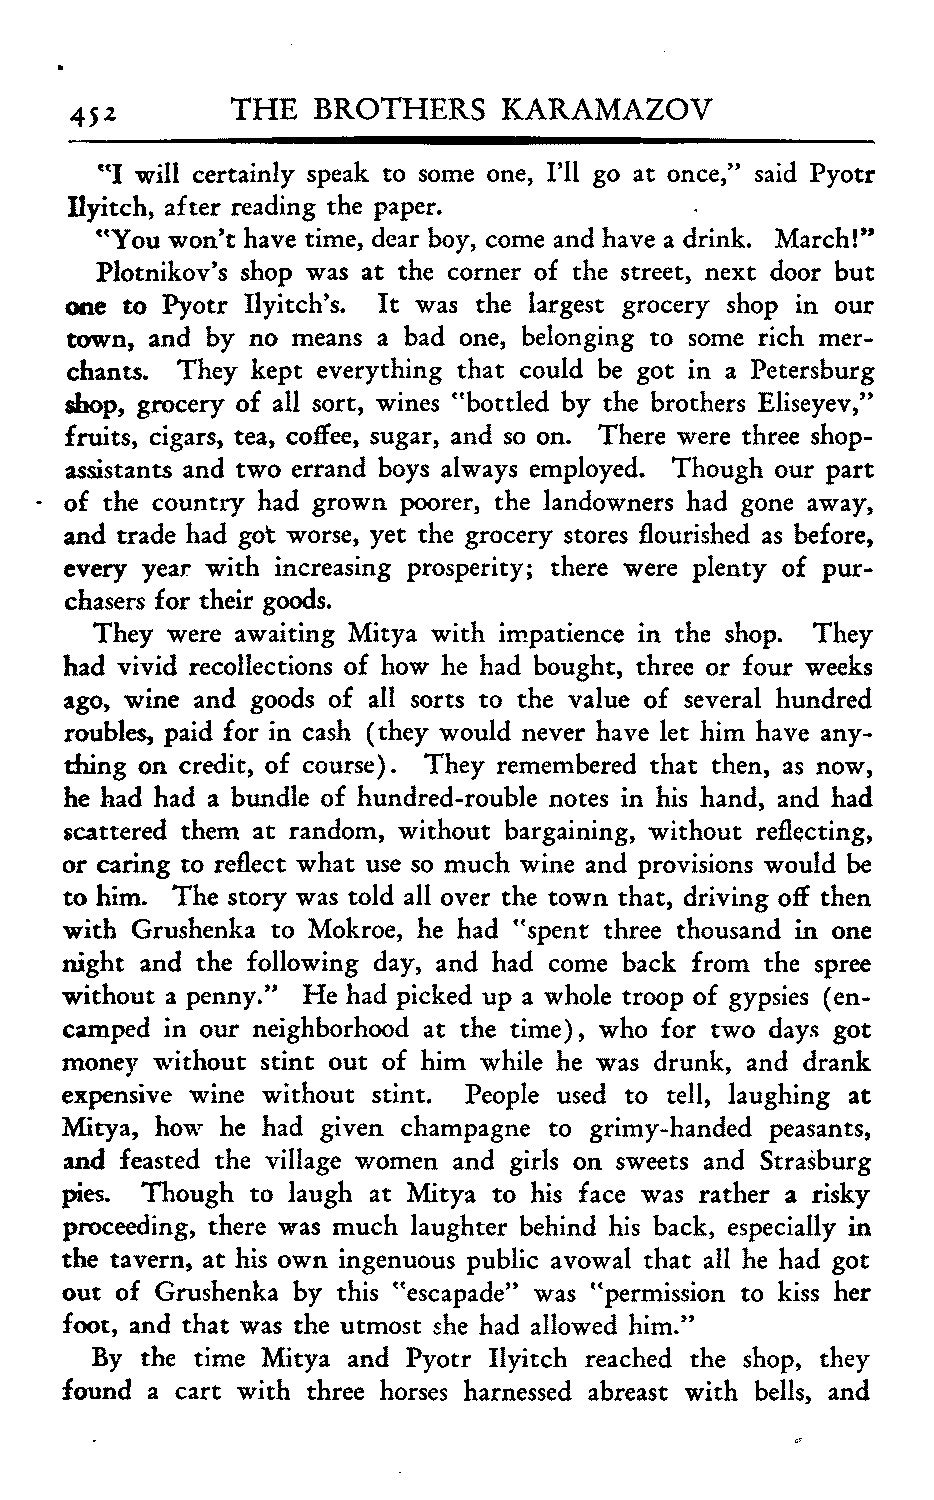 452 THE BROTHERS KARAMAZOV
"I will certainly speak to some one, I'll go at once," said Pyotr
Ilyitch, after reading the paper.
"You won't have time, dear boy, come and have a drink. March!"
Plotnikov's shop was at the corner of the street, next door but
one to Pyotr Ilyitch's. It was the largest grocery shop in our
town, and by no means a bad one, belonging to some rich mer-
chants. They kept everything that could be got in a Petersburg
shop, grocery of all sort, wines "bottled by the brothers Eliseyev,"
fruits, cigars, tea, coffee, sugar, and so on. There were three shop-
assistants and two errand boys always employed. Though our part
of the country had grown poorer, the landowners had gone away,
and trade had got worse, yet the grocery stores flourished as before,
every year with increasing prosperity; there were plenty of pur-
chasers for their goods.
They were awaiting Mitya with impatience in the shop. They
had vivid recollections of how he had bought, three or four weeks
ago, wine and goods of all sorts to the value of several hundred
roubles, paid for in cash (they would never have let him have any-
thing on credit, of course). They remembered that then, as now,
he had had a bundle of hundred-rouble notes in his hand, and had
scattered them at random, without bargaining, without reflecting,
or caring to reflect what use so much wine and provisions would be
to him. The story was told all over the town that, driving off then
with Grushenka to Mokroe, he had "spent three thousand in one
night and the following day, and had come back from the spree
without a penny." He had picked up a whole troop of gypsies (en-
camped in our neighborhood at the time), who for two days got
money without stint out of him while he was drunk, and drank
expensive wine without stint. People used to tell, laughing at
Mitya, how he had given champagne to grimy-handed peasants,
and feasted the village women and girls on sweets and Strasburg
pies. Though to laugh at Mitya to his face was rather a risky
proceeding, there was much laughter behind his back, especially in
the tavern, at his own ingenuous public avowal that all he had got
out of Grushenka by this "escapade" was "permission to kiss her
foot, and that was the utmost she had allowed him."
By the time Mitya and Pyotr Ilyitch reached the shop, they
found a cart with three horses harnessed abreast with bells, and